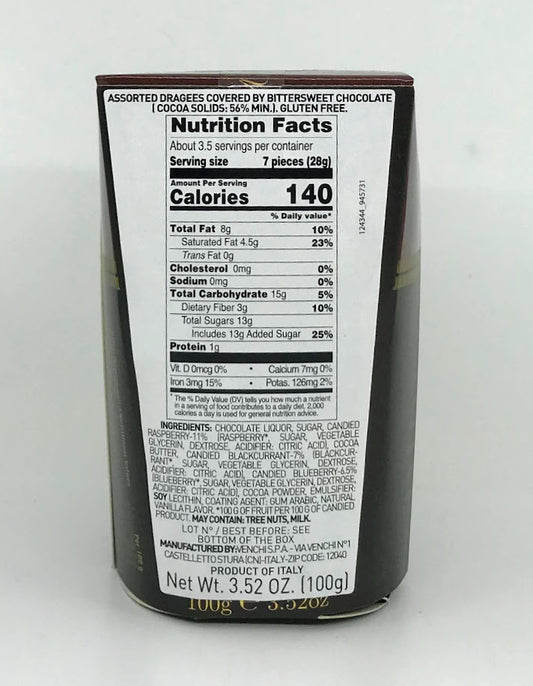 ASSORTED DRAGEES COVERED BY BITTERSWEET CHOCOLATE
( COCOA SOLIDS: 56% MIN.). GLUTEN FREE.
Nutrition Facts
About 3.5 servings per container
Serving size 7 pieces (28g)
Amount Per Serving
Calories 140
% Daily value*
Total Fat 8g 10%
Saturated Fat 4.5g 23%
Trans Fat 0g
Cholesterol 0mg 0%
Sodium 0mg 0%
Total Carbohydrate 15g 5%
Dietary Fiber 3g 10%
Total Sugars 13g
Includes 13g Added Sugar 25%
Protein 1g
Vit. D 0mcg 0% • Calcium 7mg 0%
Iron 3mg 15% • Potas. 126mg 2%
* The % Daily Value (DV) tells you how much a nutrient
in a serving of food contributes to a daily diet. 2,000
calories a day is used for general nutrition advice.
124344_945731
INGREDIENTS: CHOCOLATE LIQUOR, SUGAR, CANDIED
RASPBERRY-11% (RASPBERRY*, SUGAR, VEGETABLE
GLYCERIN, DEXTROSE, ACIDIFIER: CITRIC ACID), COCOA
BUTTER, CANDIED BLACKCURRANT-7% (BLACKCUR-
RANT* SUGAR, VEGETABLE GLYCERIN, DEXTROSE,
ACIDIFIER: CITRIC ACID), CANDIED BLUEBERRY-6.5%
(BLUEBERRY*, SUGAR, VEGETABLE GLYCERIN, DEXTROSE,
ACIDIFIER: CITRIC ACID), COCOA POWDER, EMULSIFIER:
SOY LECITHIN, COATING AGENT: GUM ARABIC, NATURAL
VANILLA FLAVOR. *100 G OF FRUIT PER 100 G OF CANDIED
PRODUCT. MAY CONTAIN: TREE NUTS, MILK.
LOT N° / BEST BEFORE: SEE
BOTTOM OF THE BOX
MANUFACTURED BY:VENCHI S.P.A. - VIA VENCHI N°1
CASTELLETTO STURA (CN)-ITALY-ZIP CODE: 12040
PRODUCT OF ITALY
Net Wt. 3.52 OZ. (100g)
100g e 3.52oz